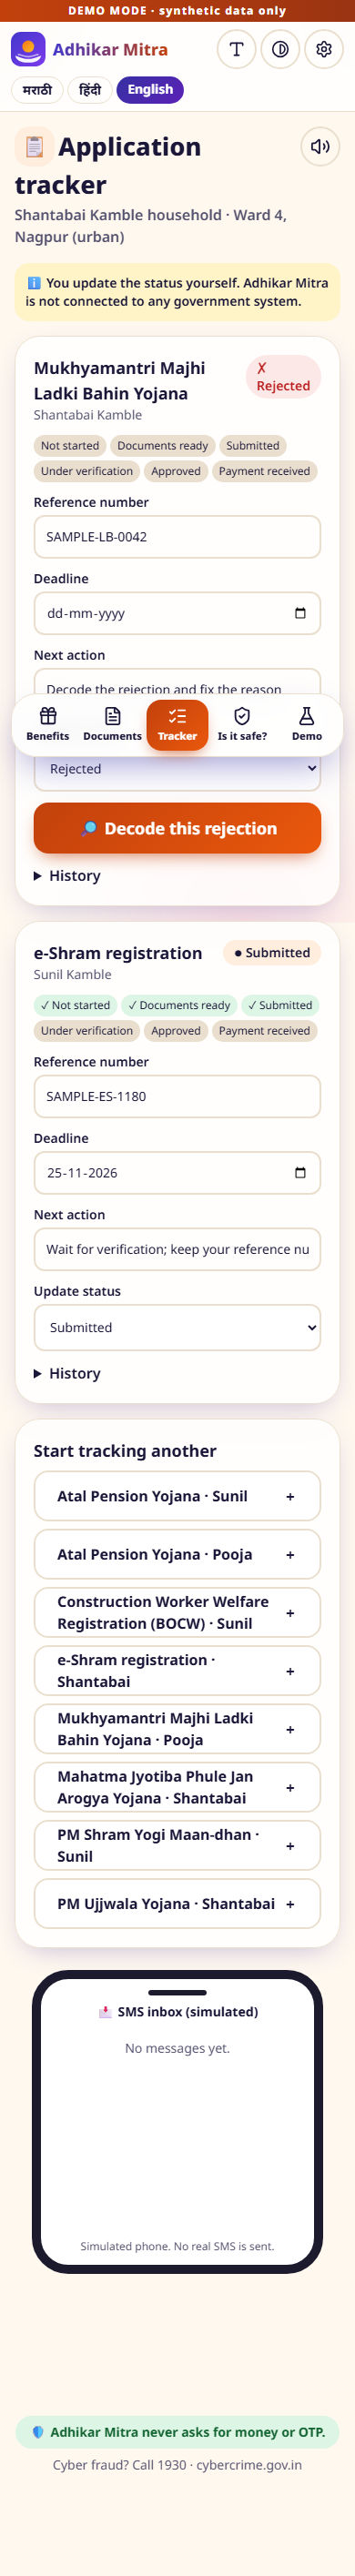 DEMO MODE · synthetic data only
Adhikar Mitra
मराठी
हिंदी
English
Application
tracker
Shantabai Kamble household · Ward 4,
Nagpur (urban)
You update the status yourself. Adhikar Mitra
is not connected to any government system.
Mukhyamantri Majhi
Ladki Bahin Yojana
✗
Rejected
Shantabai Kamble
Not started
Documents ready
Submitted
Under verification
Approved
Payment received
Reference number
SAMPLE-LB-0042
Deadline
dd-mm-yyyy
Next action
Decode the rejection and fix the reason
Benefits
Documents
Tracker
Is it safe?
Demo
Rejected
Decode this rejection
History
e-Shram registration
● Submitted
Sunil Kamble
✓ Not started
✓ Documents ready
✓ Submitted
Under verification
Approved
Payment received
Reference number
SAMPLE-ES-1180
Deadline
25-11-2026
Next action
Wait for verification; keep your reference nu
Update status
Submitted
History
Start tracking another
Atal Pension Yojana · Sunil +
Atal Pension Yojana · Pooja +
Construction Worker Welfare
Registration (BOCW) · Sunil +
e-Shram registration ·
Shantabai +
Mukhyamantri Majhi Ladki
Bahin Yojana · Pooja +
Mahatma Jyotiba Phule Jan
Arogya Yojana · Shantabai +
PM Shram Yogi Maan-dhan ·
Sunil +
PM Ujjwala Yojana · Shantabai +
SMS inbox (simulated)
No messages yet.
Simulated phone. No real SMS is sent.
Adhikar Mitra never asks for money or OTP.
Cyber fraud? Call 1930 · cybercrime.gov.in